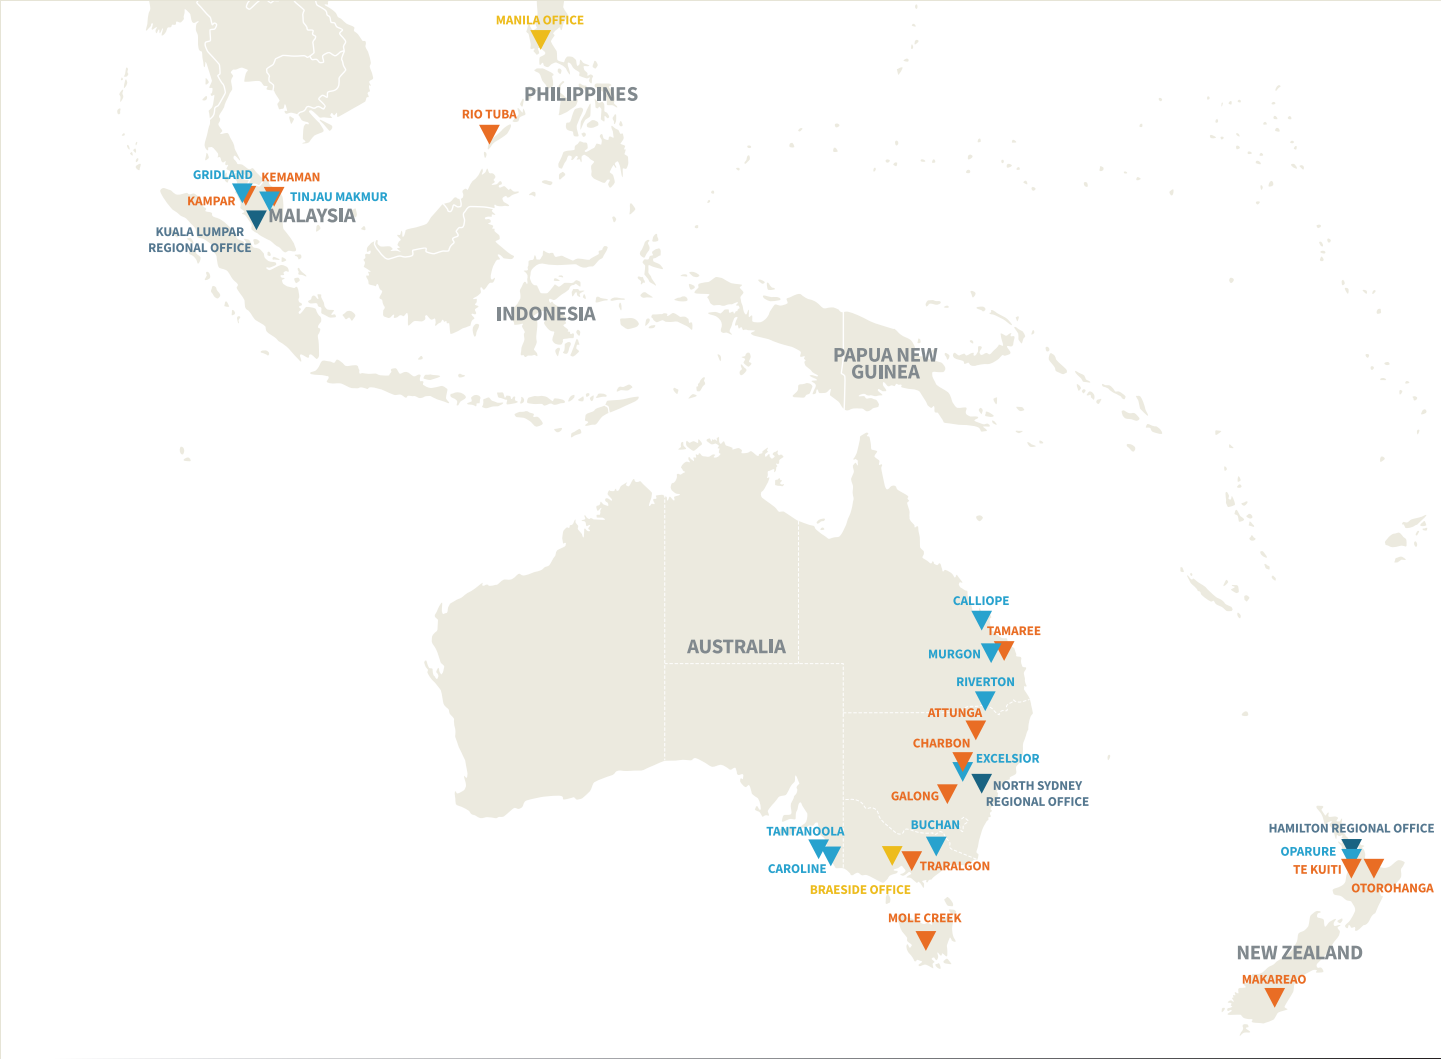 MANILA OFFICE
PHILIPPINES
RIO TUBA
GRIDLAND
KEMAMAN
KAMPAR
TINJAU MAKMUR
MALAYSIA
KUALA LUMPAR
REGIONAL OFFICE
INDONESIA
PAPUA NEW
GUINEA
CALLIOPE
TAMAREE
AUSTRALIA
MURGON
RIVERTON
ATTUNGA
CHARBON
EXCELSIOR
NORTH SYDNEY
REGIONAL OFFICE
GALONG
BUCHAN
TANTANOOLA
CAROLINE
TRARALGON
BRAESIDE OFFICE
MOLE CREEK
HAMILTON REGIONAL OFFICE
OPARURE
TE KUITI
OTOROHANGA
NEW ZEALAND
MAKAREAO